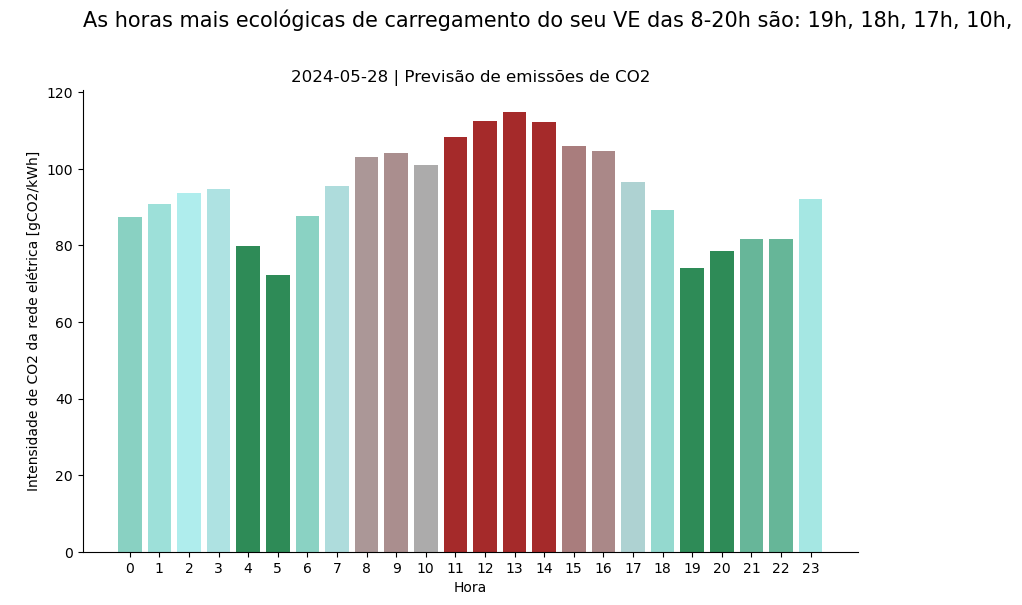 As horas mais ecológicas de carregamento do seu VE das 8-20h são: 19h, 18h, 17h, 10h,
2024-05-28 | Previsão de emissões de CO2
Intensidade de CO2 da rede elétrica [gCO2/kWh]
120
100
80
60
40
20
0
0 1 2 3 4 5 6 7 8 9 10 11 12 13 14 15 16 17 18 19 20 21 22 23
Hora